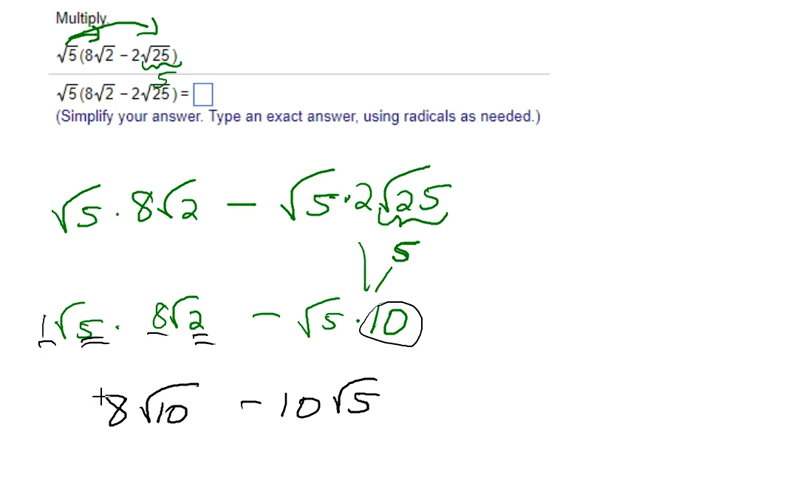 Multiply.
√5(8√2 − 2√25)
5
√5(8√2 − 2√25) =
(Simplify your answer. Type an exact answer, using radicals as needed.)
√5 · 8√2 − √5 · 2√25
5
1√5 · 8√2 − √5 · 10
+8√10 − 10√5